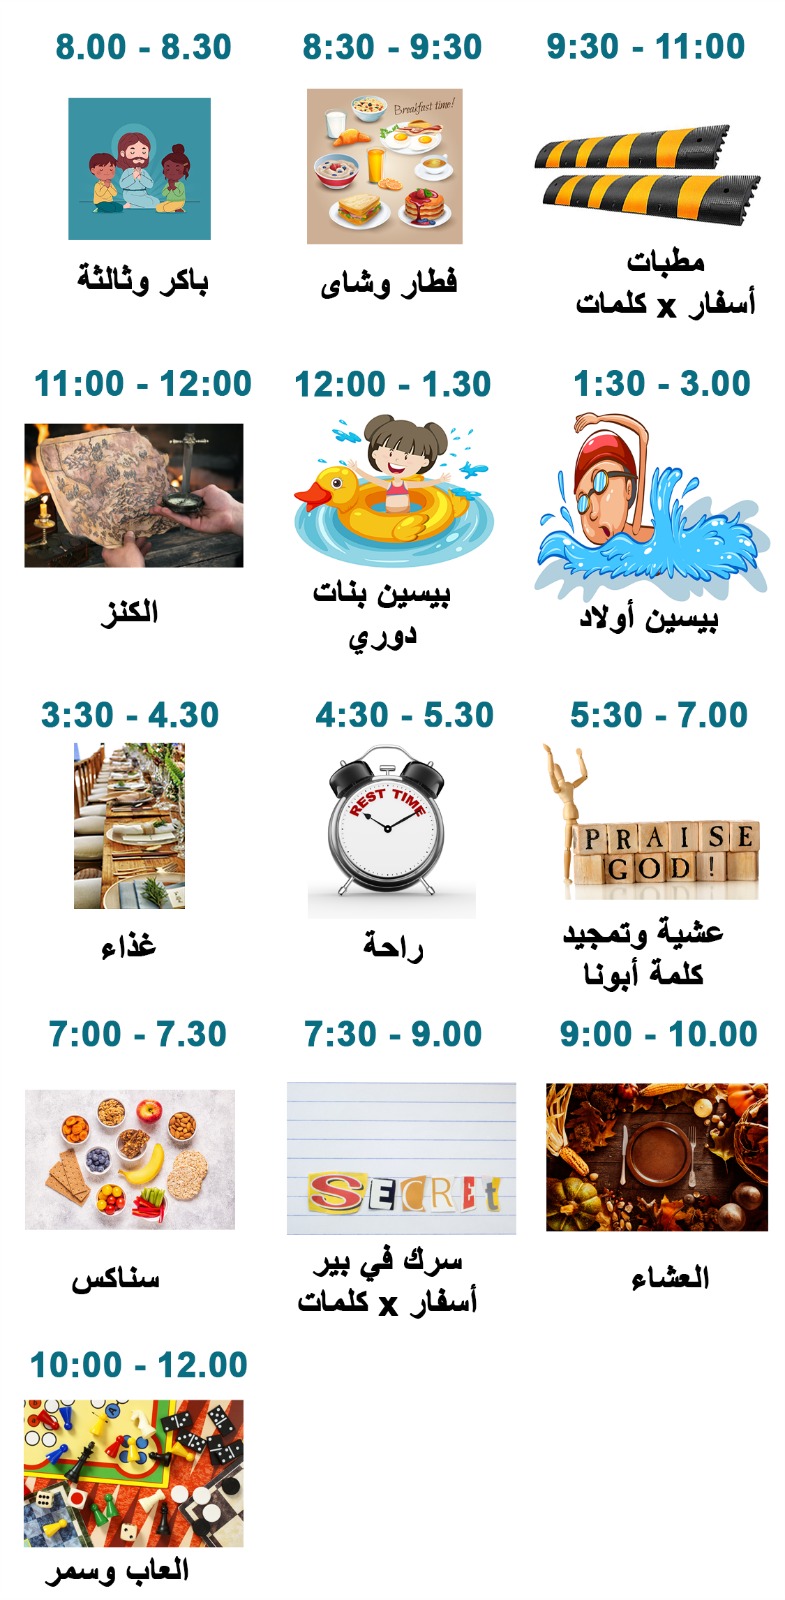 8.00 - 8.30
باكر وثالثة
8:30 - 9:30
Breakfast time!
فطار وشاى
9:30 - 11:00
مطبات
أسفار x كلمات
11:00 - 12:00
الكنز
12:00 - 1.30
بيسين بنات
دوري
1:30 - 3.00
بيسين أولاد
3:30 - 4.30
غذاء
4:30 - 5.30
REST TIME
راحة
5:30 - 7.00
PRAISE
GOD!
عشية وتمجيد
كلمة أبونا
7:00 - 7.30
سناكس
7:30 - 9.00
SECREt
سرك في بير
أسفار x كلمات
9:00 - 10.00
العشاء
10:00 - 12.00
العاب وسمر